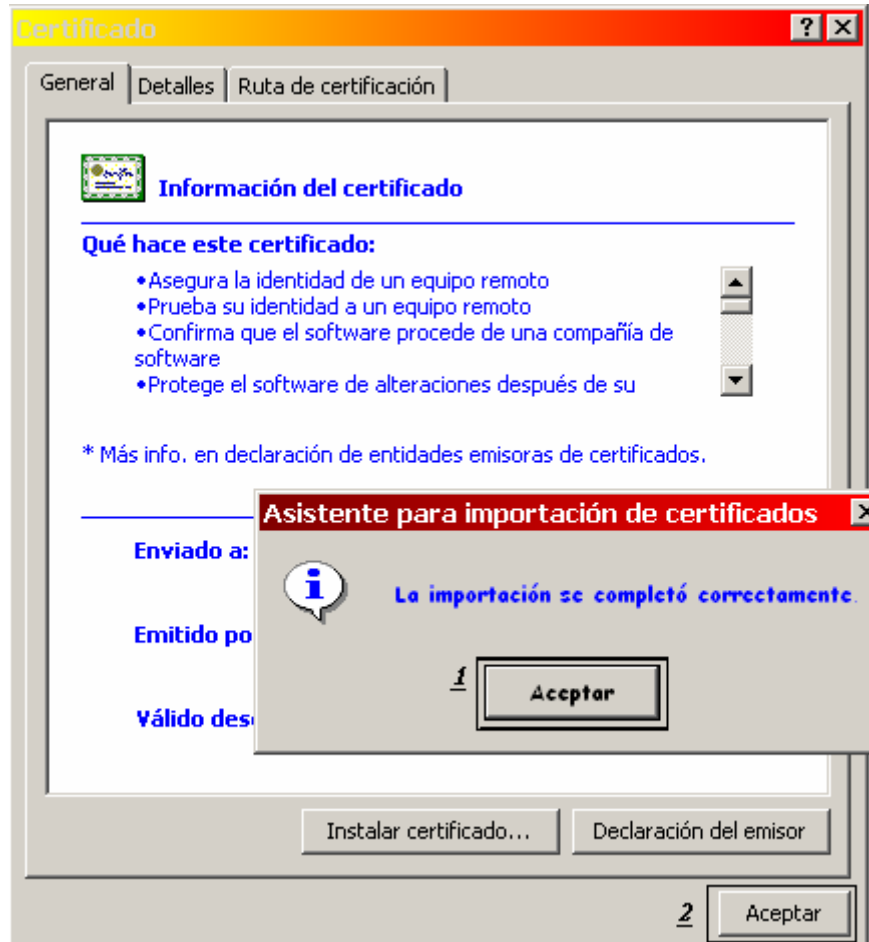 Certificado
General Detalles Ruta de certificación
Información del certificado
Qué hace este certificado:
•Asegura la identidad de un equipo remoto
•Prueba su identidad a un equipo remoto
•Confirma que el software procede de una compañía de
software
•Protege el software de alteraciones después de su
* Más info. en declaración de entidades emisoras de certificados.
Asistente para importación de certificados
Enviado a:
La importación se completó correctamente.
Emitido po
1 Aceptar
Válido des
Instalar certificado... Declaración del emisor
2 Aceptar